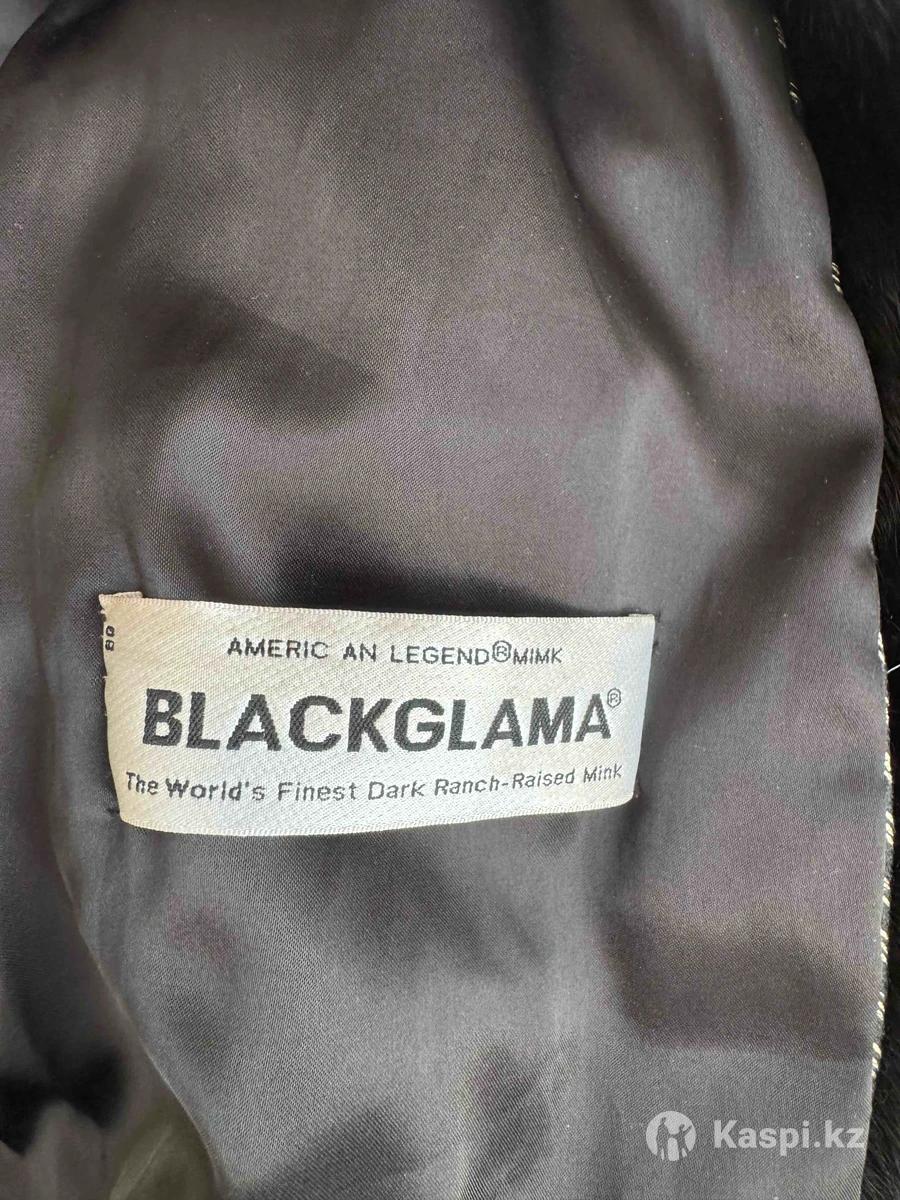 AMERIC AN LEGEND®MIMK
BLACKGLAMA®
The World's Finest Dark Ranch-Raised Mink
Kaspi.kz